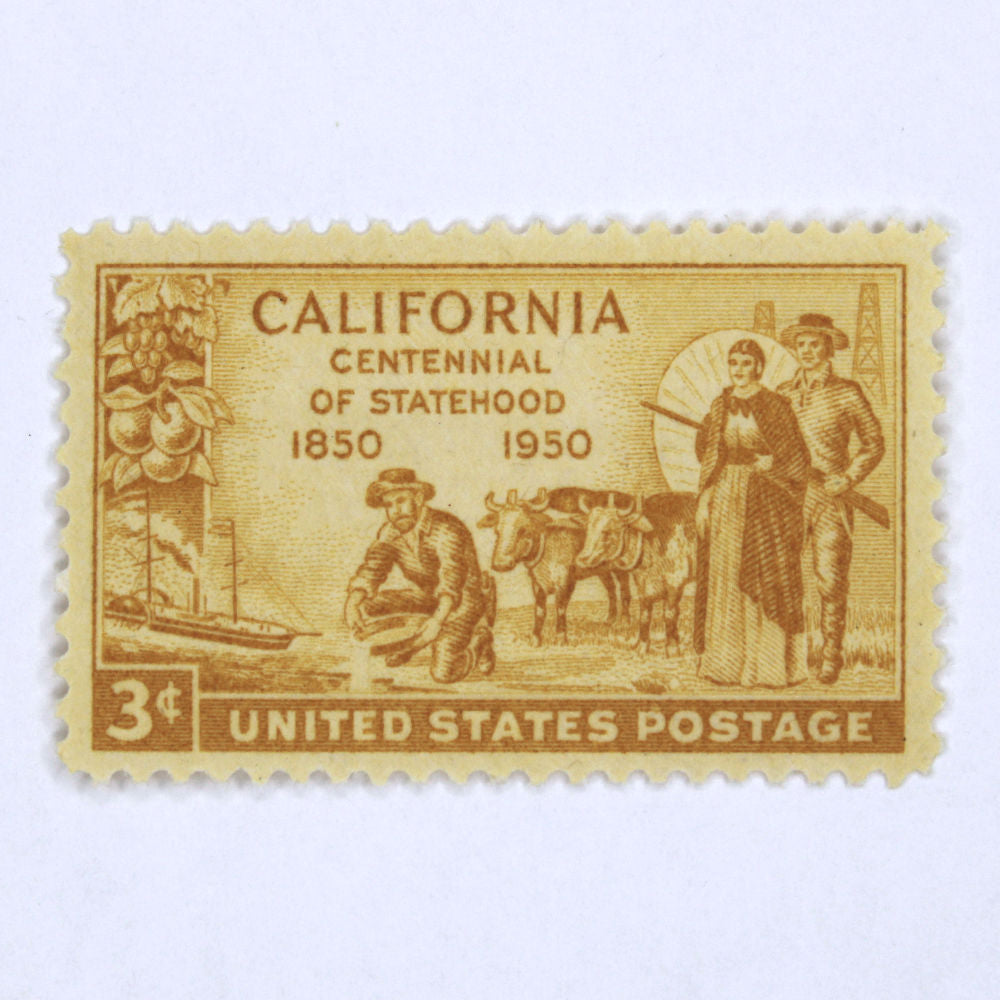 CALIFORNIA
CENTENNIAL
OF STATEHOOD
1850 1950
3¢
UNITED STATES POSTAGE